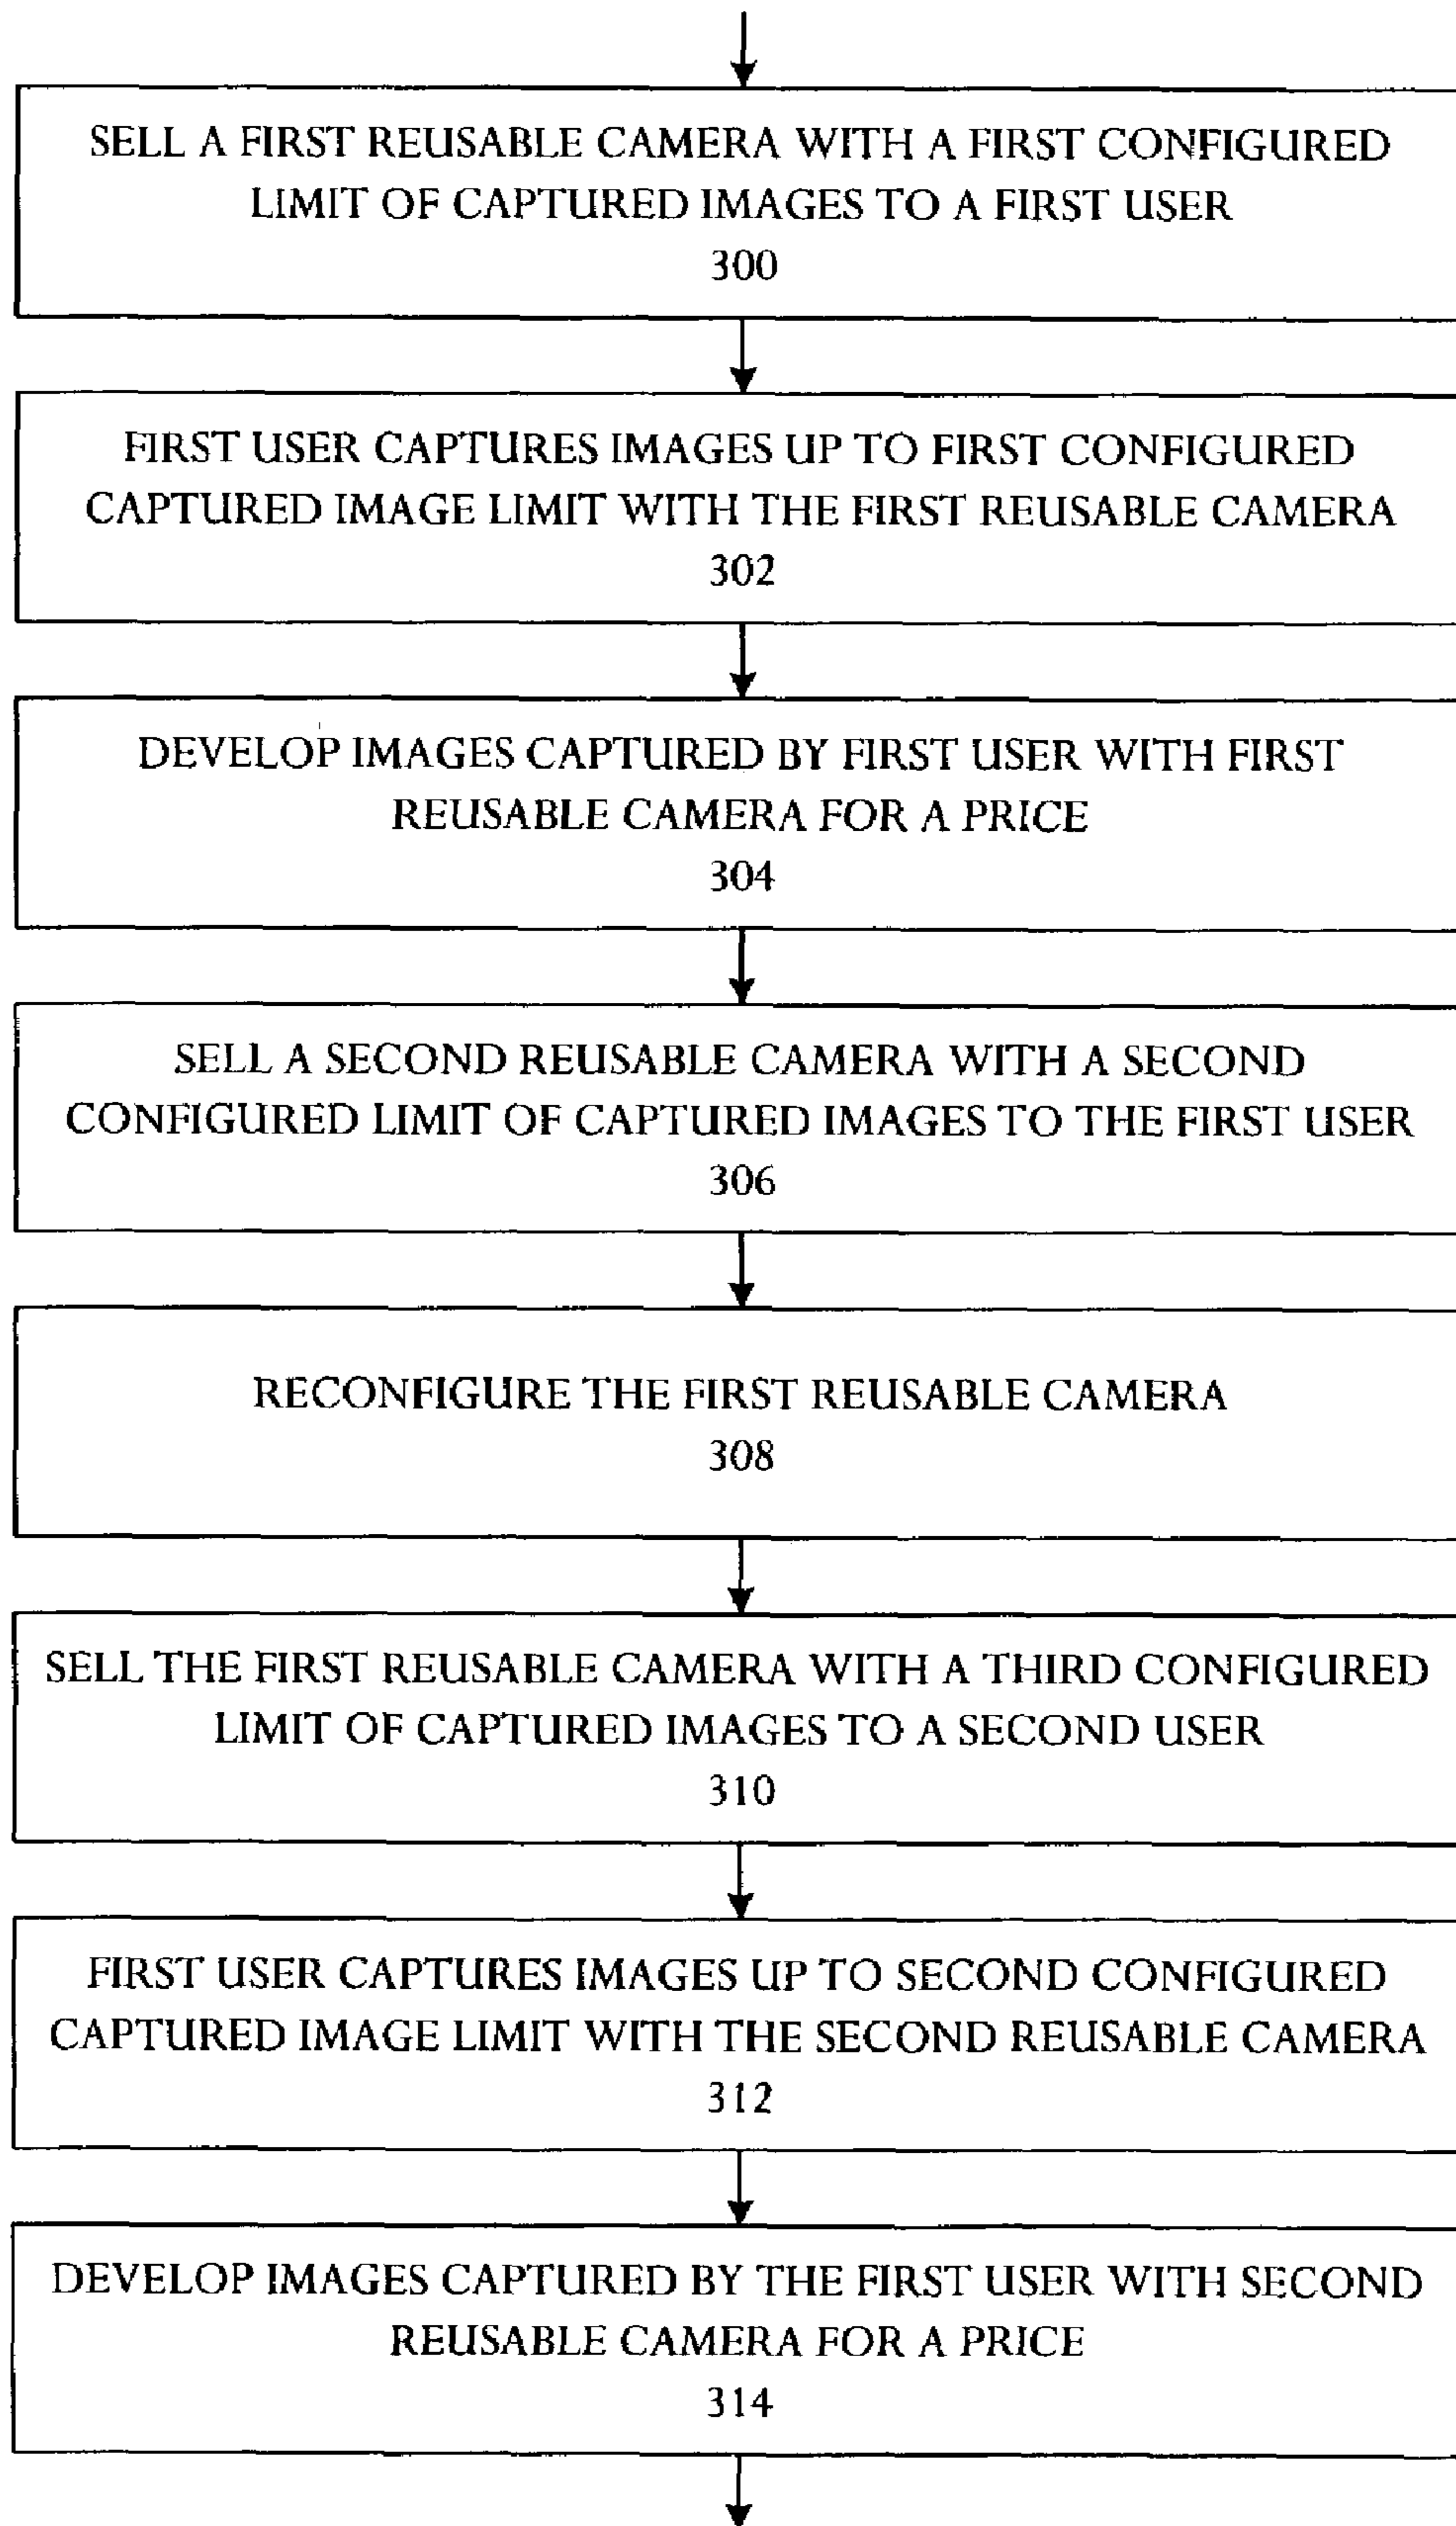 SELL A FIRST REUSABLE CAMERA WITH A FIRST CONFIGURED
LIMIT OF CAPTURED IMAGES TO A FIRST USER
300
FIRST USER CAPTURES IMAGES UP TO FIRST CONFIGURED
CAPTURED IMAGE LIMIT WITH THE FIRST REUSABLE CAMERA
302
DEVELOP IMAGES CAPTURED BY FIRST USER WITH FIRST
REUSABLE CAMERA FOR A PRICE
304
SELL A SECOND REUSABLE CAMERA WITH A SECOND
CONFIGURED LIMIT OF CAPTURED IMAGES TO THE FIRST USER
306
RECONFIGURE THE FIRST REUSABLE CAMERA
308
SELL THE FIRST REUSABLE CAMERA WITH A THIRD CONFIGURED
LIMIT OF CAPTURED IMAGES TO A SECOND USER
310
FIRST USER CAPTURES IMAGES UP TO SECOND CONFIGURED
CAPTURED IMAGE LIMIT WITH THE SECOND REUSABLE CAMERA
312
DEVELOP IMAGES CAPTURED BY THE FIRST USER WITH SECOND
REUSABLE CAMERA FOR A PRICE
314